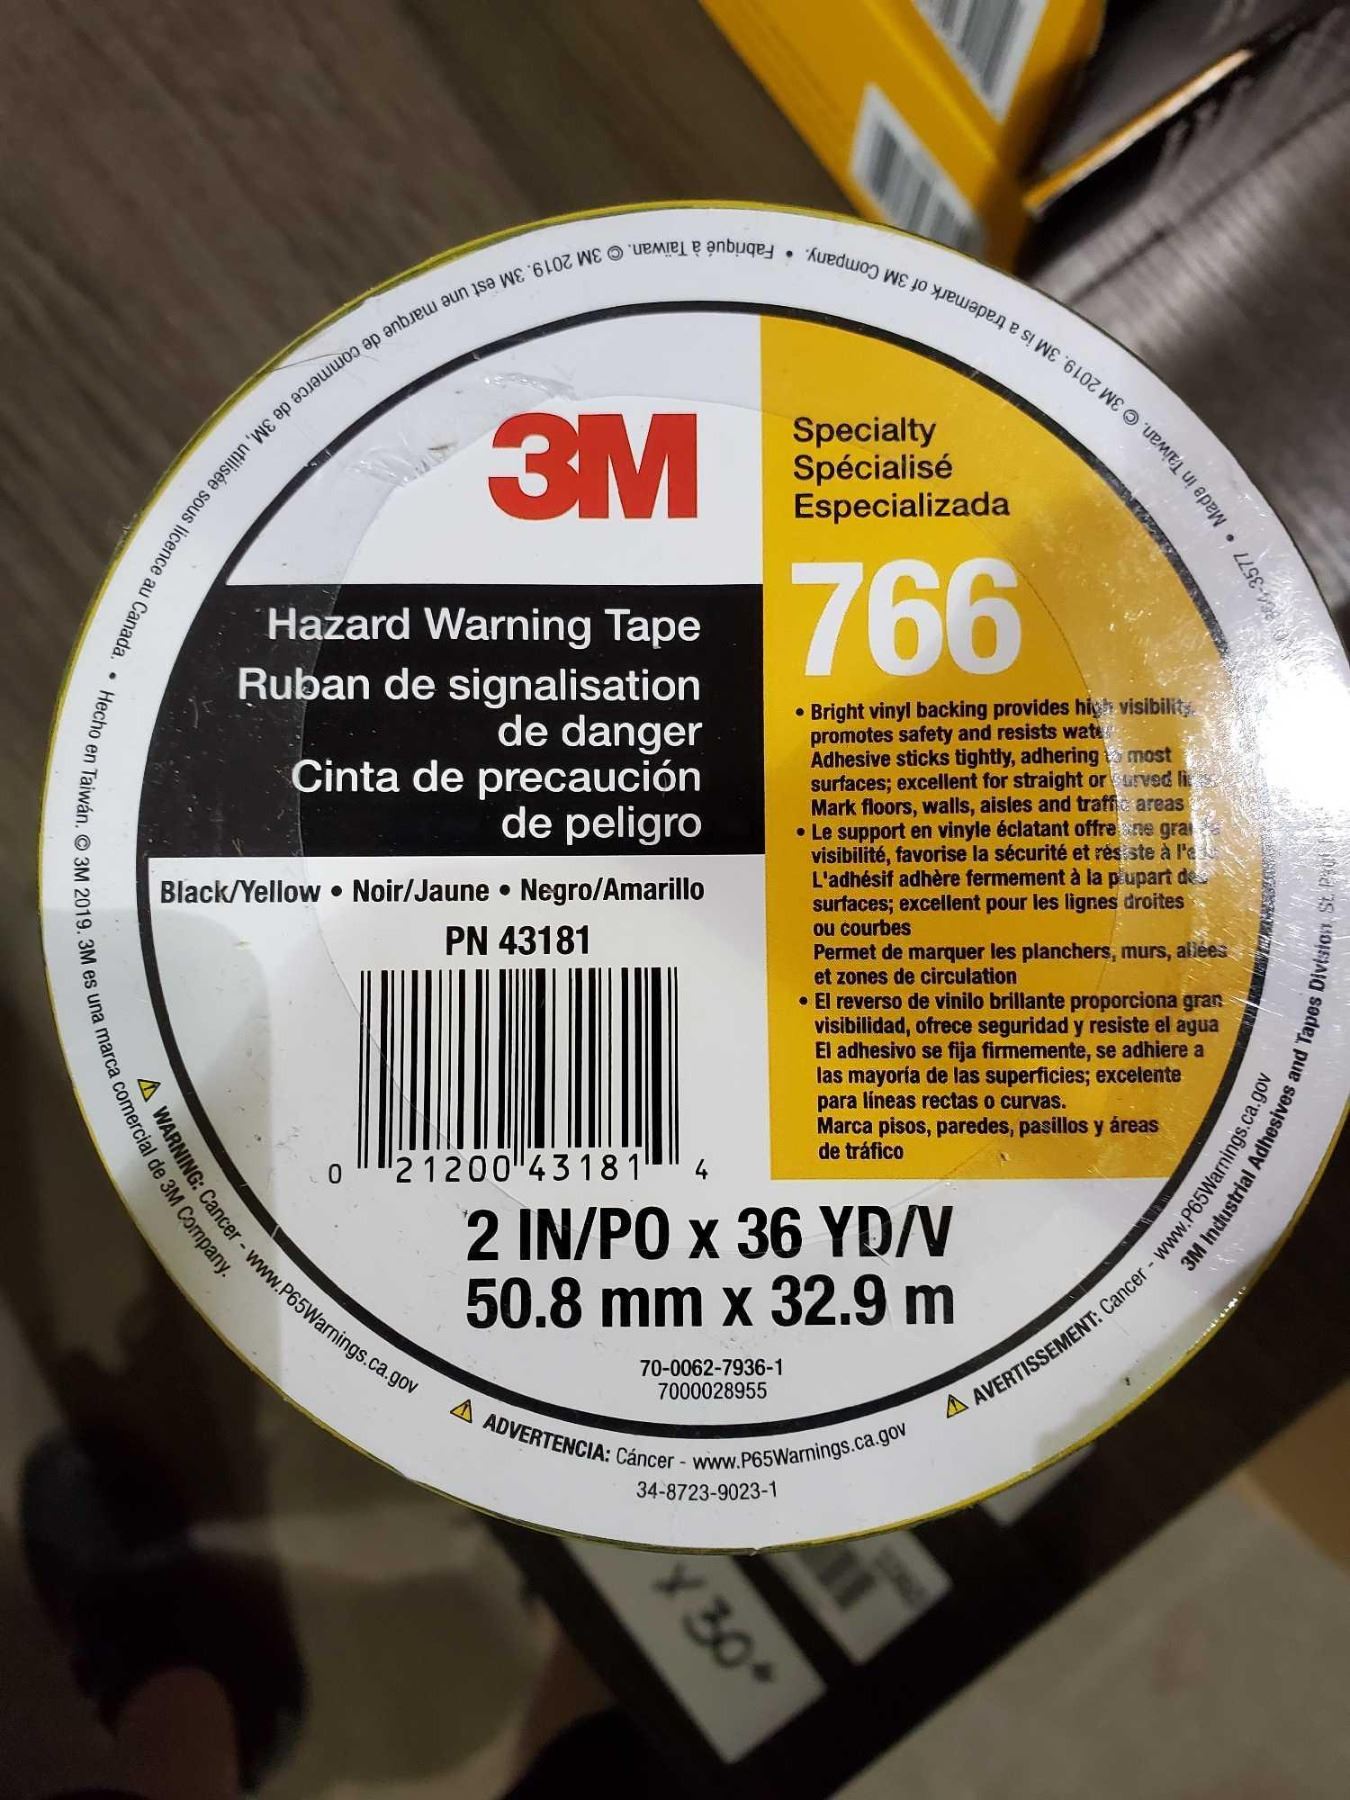 3M
Specialty
Spécialisé
Especializada
766
Hazard Warning Tape
Ruban de signalisation
de danger
Cinta de precaución
de peligro
Black/Yellow • Noir/Jaune • Negro/Amarillo
PN 43181
0 21200 43181 4
• Bright vinyl backing provides high visibility,
promotes safety and resists water
Adhesive sticks tightly, adhering to most
surfaces; excellent for straight or curved lines
Mark floors, walls, aisles and traffic areas
• Le support en vinyle éclatant offre une grande
visibilité, favorise la sécurité et résiste à l'eau
L'adhésif adhère fermement à la plupart des
surfaces; excellent pour les lignes droites
ou courbes
Permet de marquer les planchers, murs, allées
et zones de circulation
• El reverso de vinilo brillante proporciona gran
visibilidad, ofrece seguridad y resiste el agua
El adhesivo se fija firmemente, se adhiere a
las mayoría de las superficies; excelente
para líneas rectas o curvas.
Marca pisos, paredes, pasillos y áreas
de tráfico
2 IN/PO x 36 YD/V
50.8 mm x 32.9 m
70-0062-7936-1
7000028955
⚠ WARNING: Cancer - www.P65Warnings.ca.gov
⚠ ADVERTENCIA: Cáncer - www.P65Warnings.ca.gov
⚠ AVERTISSEMENT: Cancer - www.P65Warnings.ca.gov
34-8723-9023-1
3M Industrial Adhesives and Tapes Division St. Paul
-3577 • Made in Taiwan. © 3M 2019. 3M is a trademark of 3M Company. • Fabriqué à Taïwan. © 3M 2019. 3M est une marque de commerce de 3M, utilisée sous licence au Canada. • Hecho en Taiwán. © 3M 2019. 3M es una marca comercial de 3M Company.
x 30+